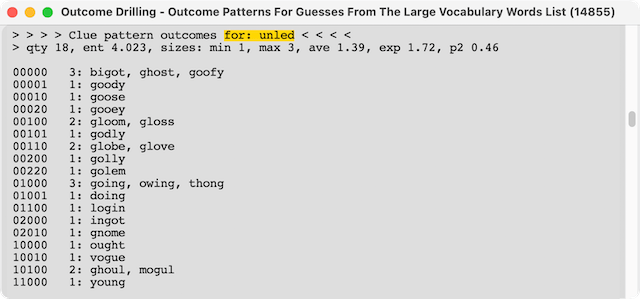 Outcome Drilling - Outcome Patterns For Guesses From The Large Vocabulary Words List (14855)
> > > > Clue pattern outcomes for: unled < < < <
> qty 18, ent 4.023, sizes: min 1, max 3, ave 1.39, exp 1.72, p2 0.46
00000 3: bigot, ghost, goofy
00001 1: goody
00010 1: goose
00020 1: gooey
00100 2: gloom, gloss
00101 1: godly
00110 2: globe, glove
00200 1: golly
00220 1: golem
01000 3: going, owing, thong
01001 1: doing
01100 1: login
02000 1: ingot
02010 1: gnome
10000 1: ought
10010 1: vogue
10100 2: ghoul, mogul
11000 1: young